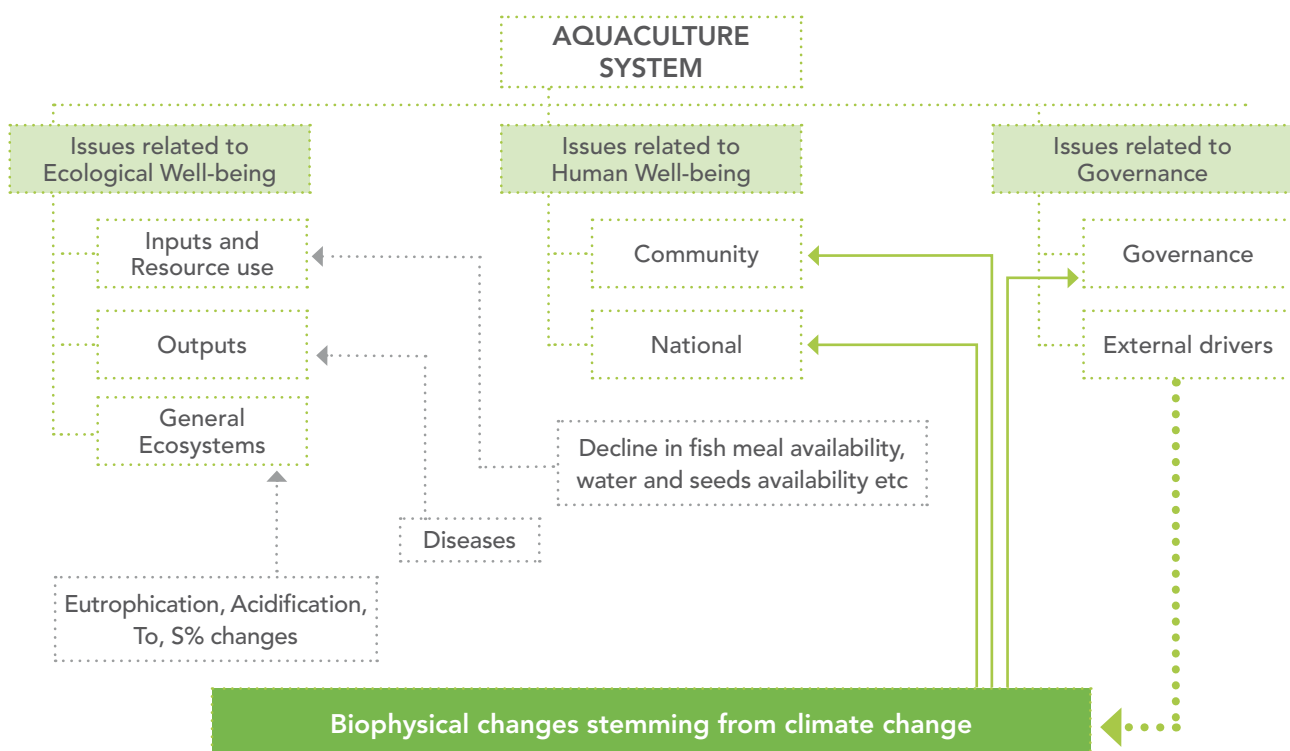 AQUACULTURE
SYSTEM
Issues related to
Ecological Well-being
Issues related to
Human Well-being
Issues related to
Governance
Inputs and
Resource use
Community
Governance
Outputs
National
External drivers
General
Ecosystems
Decline in fish meal availability,
water and seeds availability etc
Diseases
Eutrophication, Acidification,
To, S% changes
Biophysical changes stemming from climate change